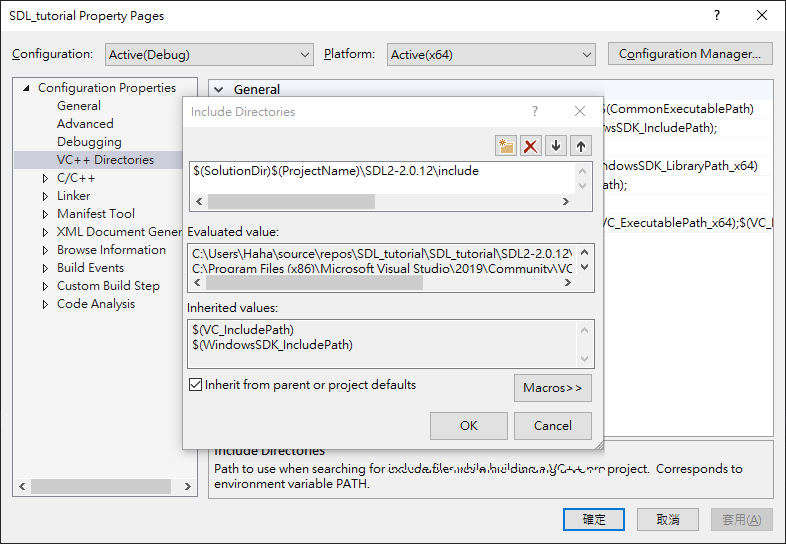 SDL_tutorial Property Pages
Configuration: Active(Debug) Platform: Active(x64) Configuration Manager...
Configuration Properties
General
Advanced
Debugging
VC++ Directories
C/C++
Linker
Manifest Tool
XML Document Gener
Browse Information
Build Events
Custom Build Step
Code Analysis
General
$(CommonExecutablePath)
wsSDK_IncludePath);
ndowsSDK_LibraryPath_x64)
th);
VC_ExecutablePath_x64);$(VC_I
Include Directories
$(SolutionDir)$(ProjectName)\SDL2-2.0.12\include
Evaluated value:
C:\Users\Haha\source\repos\SDL_tutorial\SDL_tutorial\SDL2-2.0.12\
C:\Program Files (x86)\Microsoft Visual Studio\2019\Community\VC
Inherited values:
$(VC_IncludePath)
$(WindowsSDK_IncludePath)
Inherit from parent or project defaults
Macros>>
OK Cancel
Include Directories
Path to use when searching for include files while building a VC++ project. Corresponds to
environment variable PATH.
確定 取消 套用(A)